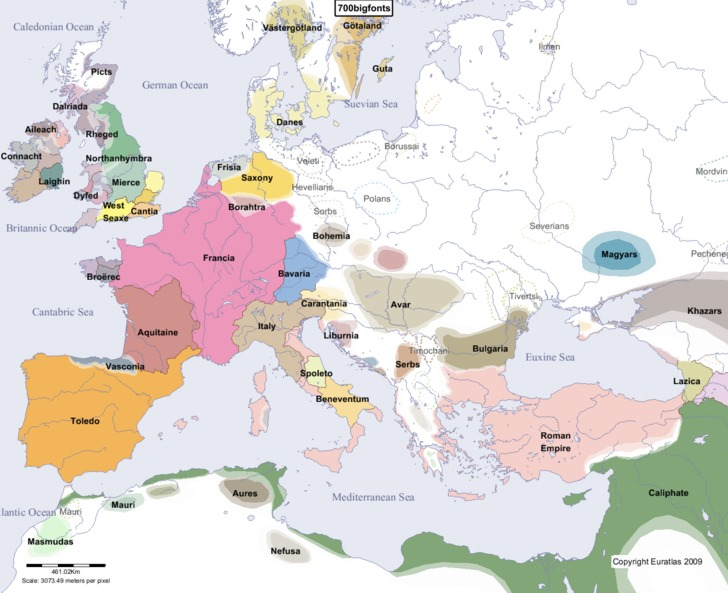 700bigfonts
Caledonian Ocean
Västergötland
Götaland
Ilmen
Picts
German Ocean
Guta
Dalriada
Suevian Sea
Danes
Aileach
Rheged
Borussai
Connacht
Northanhymbra
Veleti
Frisia
Mordvin
Laighin
Mierce
Saxony
Hevellians
Dyfed
Polans
West
Seaxe
Cantia
Borahtra
Sorbs
Britannic Ocean
Severians
Bohemia
Magyars
Pechene
Francia
Broërec
Bavaria
Tivertsi
Carantania
Avar
Khazars
Cantabric Sea
Aquitaine
Italy
Liburnia
Timochani
Bulgaria
Euxine Sea
Vasconia
Serbs
Spoleto
Lazica
Beneventum
Toledo
Roman
Empire
Aures
Mediterranean Sea
Caliphate
Mauri
lantic Ocean
Mauri
Masmudas
Nefusa
Copyright Euratlas 2009
461.02Km
Scale: 3073.49 meters per pixel